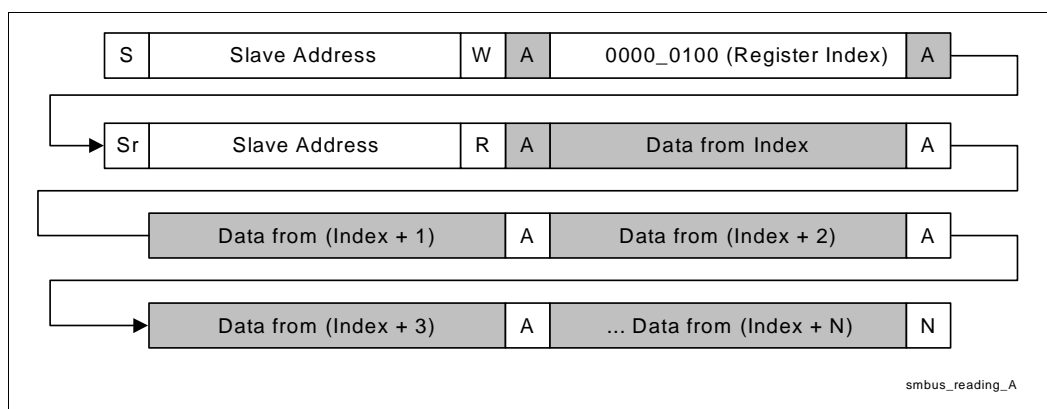 S Slave Address W A 0000_0100 (Register Index) A
Sr Slave Address R A Data from Index A
Data from (Index + 1) A Data from (Index + 2) A
Data from (Index + 3) A ... Data from (Index + N) N
smbus_reading_A